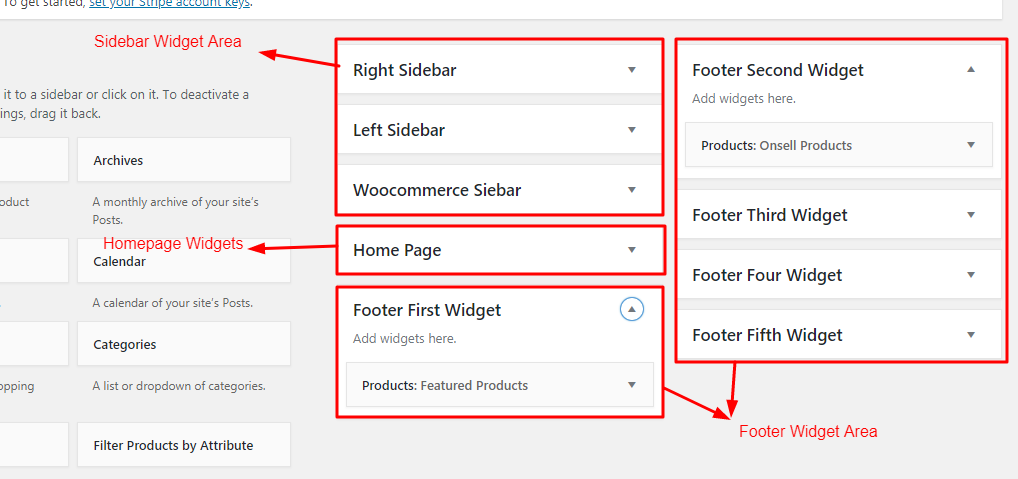 To get started, set your Stripe account keys.
Sidebar Widget Area
it to a sidebar or click on it. To deactivate a
ings, drag it back.
Archives
oduct
A monthly archive of your site's
Posts.
Homepage Widgets
Calendar
A calendar of your site's Posts.
Categories
opping
A list or dropdown of categories.
Filter Products by Attribute
Right Sidebar
Left Sidebar
Woocommerce Siebar
Home Page
Footer First Widget
Add widgets here.
Products: Featured Products
Footer Second Widget
Add widgets here.
Products: Onsell Products
Footer Third Widget
Footer Four Widget
Footer Fifth Widget
Footer Widget Area